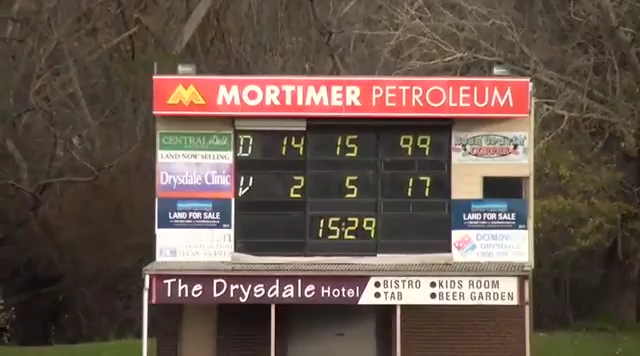 MORTIMER PETROLEUM
CENTRAL
LAND NOW SELLING
Drysdale Clinic
LAND FOR SALE
D 14 15 99
V 2 5 17
15:29
LAND FOR SALE
DOMINO
DRYSDALE
The Drysdale Hotel
BISTRO
KIDS ROOM
TAB
BEER GARDEN